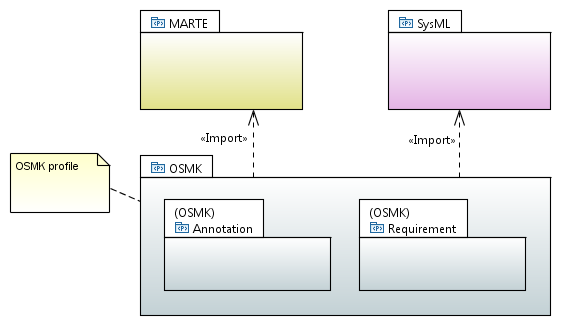 MARTE
SysML
«Import»
«Import»
OSMK profile
OSMK
(OSMK)
Annotation
(OSMK)
Requirement